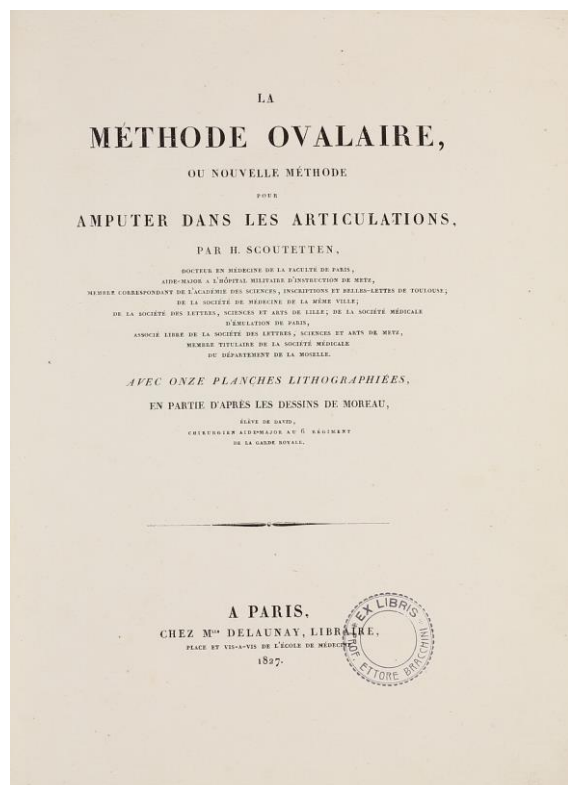 LA
MÉTHODE OVALAIRE,
OU NOUVELLE MÉTHODE
POUR
AMPUTER DANS LES ARTICULATIONS,
PAR H. SCOUTETTEN,
DOCTEUR EN MÉDECINE DE LA FACULTÉ DE PARIS,
AIDE-MAJOR A L'HÔPITAL MILITAIRE D'INSTRUCTION DE METZ,
MEMBRE CORRESPONDANT DE L'ACADÉMIE DES SCIENCES, INSCRIPTIONS ET BELLES-LETTES DE TOULOUSE;
DE LA SOCIÉTÉ DE MÉDECINE DE LA MÊME VILLE;
DE LA SOCIÉTÉ DES LETTRES, SCIENCES ET ARTS DE LILLE; DE LA SOCIÉTÉ MÉDICALE
D'ÉMULATION DE PARIS,
ASSOCIÉ LIBRE DE LA SOCIÉTÉ DES LETTRES, SCIENCES ET ARTS DE METZ,
MEMBRE TITULAIRE DE LA SOCIÉTÉ MÉDICALE
DU DÉPARTEMENT DE LA MOSELLE.
AVEC ONZE PLANCHES LITHOGRAPHIÉES,
EN PARTIE D'APRÈS LES DESSINS DE MOREAU,
ÉLÈVE DE DAVID,
CHIRURGIEN AIDE-MAJOR AU 6e RÉGIMENT
DE LA GARDE ROYALE.
A PARIS,
CHEZ Mlle DELAUNAY, LIBRAIRE,
PLACE ET VIS-A-VIS DE L'ÉCOLE DE MÉDECINE
1827.
EX LIBRIS
PROF. ETTORE BRACCHINI